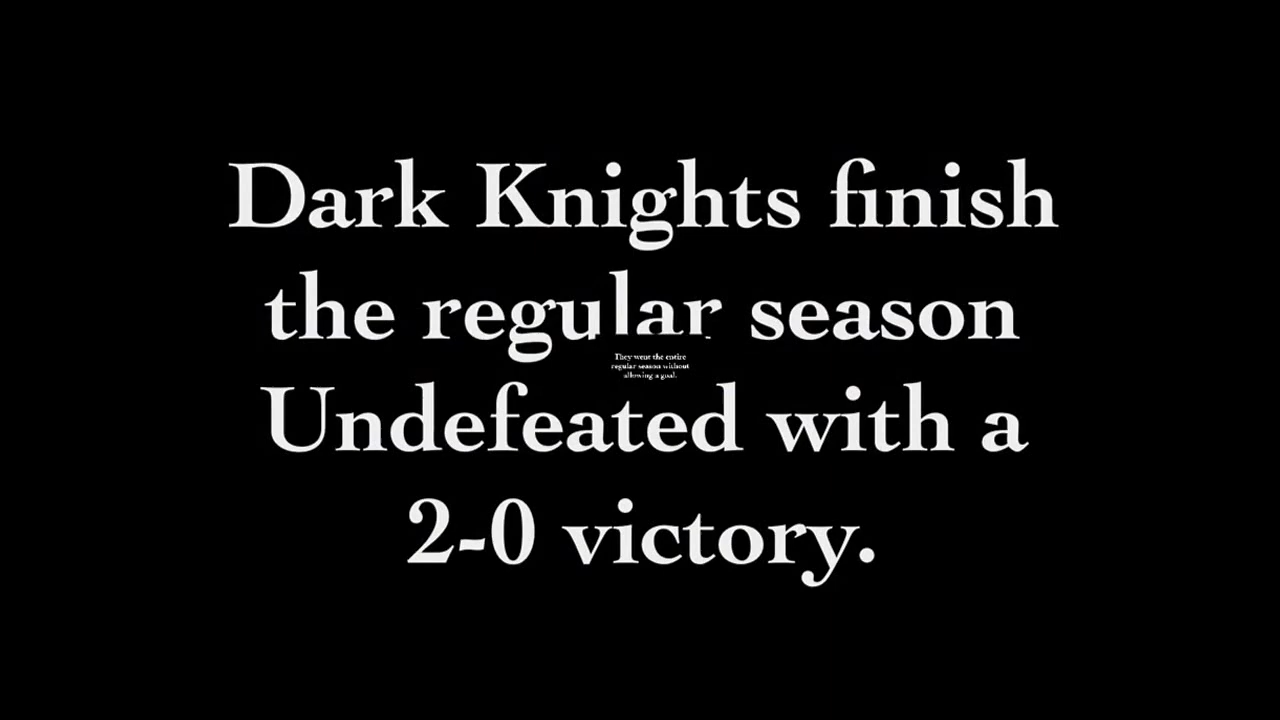 Dark Knights finish
the regular season
They went the entire
regular season without
allowing a goal.
Undefeated with a
2-0 victory.